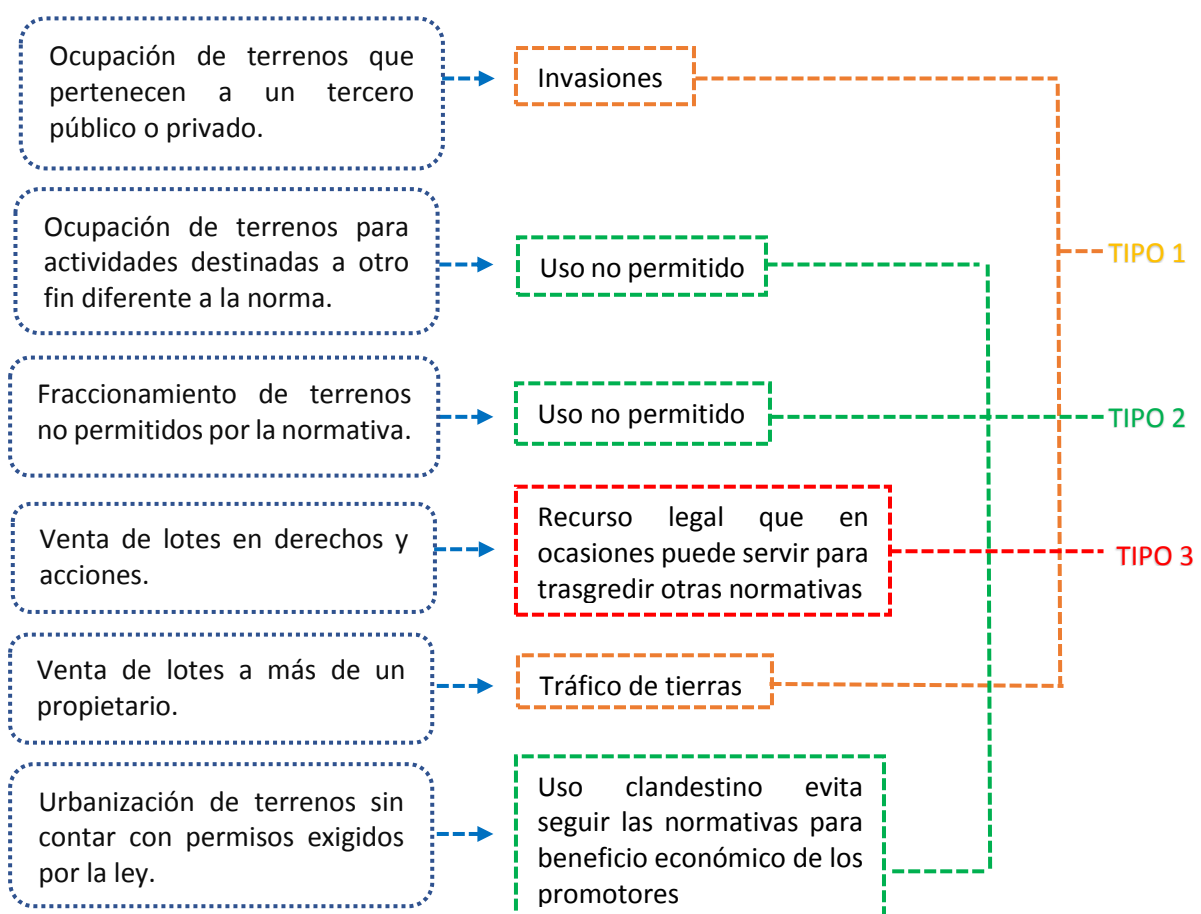 Ocupación de terrenos que
pertenecen a un tercero
público o privado.
Invasiones
Ocupación de terrenos para
actividades destinadas a otro
fin diferente a la norma.
Uso no permitido
TIPO 1
Fraccionamiento de terrenos
no permitidos por la normativa.
Uso no permitido
TIPO 2
Venta de lotes en derechos y
acciones.
Recurso legal que en
ocasiones puede servir para
trasgredir otras normativas
TIPO 3
Venta de lotes a más de un
propietario.
Tráfico de tierras
Urbanización de terrenos sin
contar con permisos exigidos
por la ley.
Uso clandestino evita
seguir las normativas para
beneficio económico de los
promotores